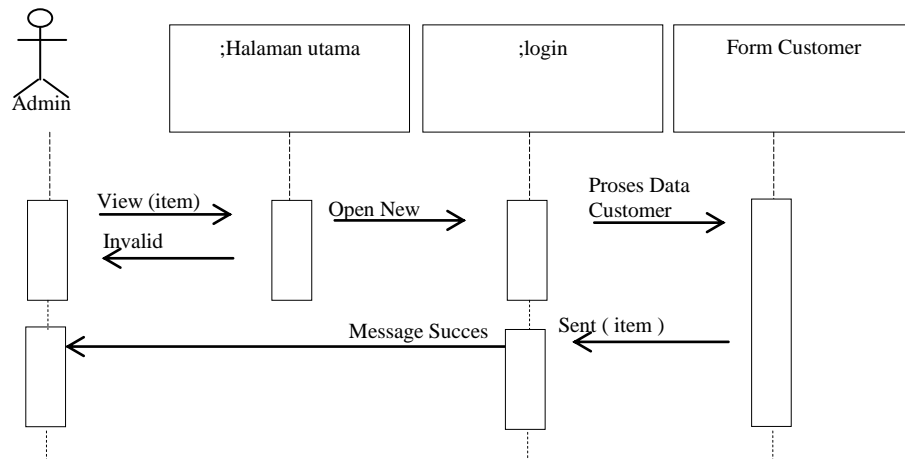 ;Halaman utama
;login
Form Customer
Admin
View (item)
Open New
Proses Data
Customer
Invalid
Message Succes
Sent ( item )